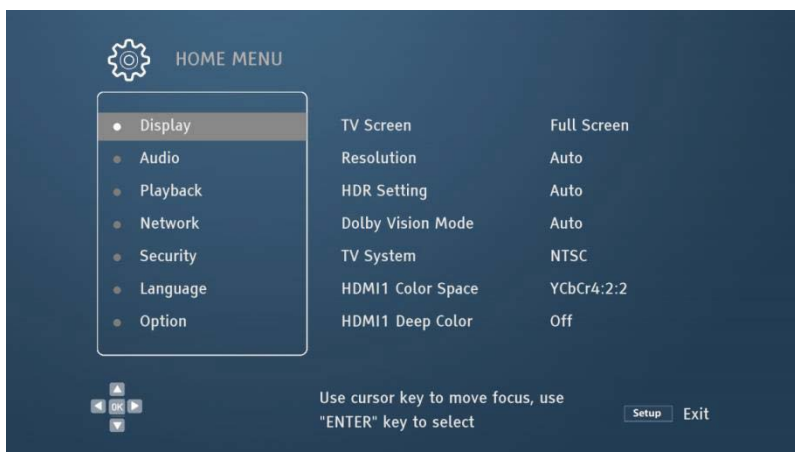 HOME MENU
Display
Audio
Playback
Network
Security
Language
Option
TV Screen Full Screen
Resolution Auto
HDR Setting Auto
Dolby Vision Mode Auto
TV System NTSC
HDMI1 Color Space YCbCr4:2:2
HDMI1 Deep Color Off
OK
Use cursor key to move focus, use
"ENTER" key to select
Setup Exit